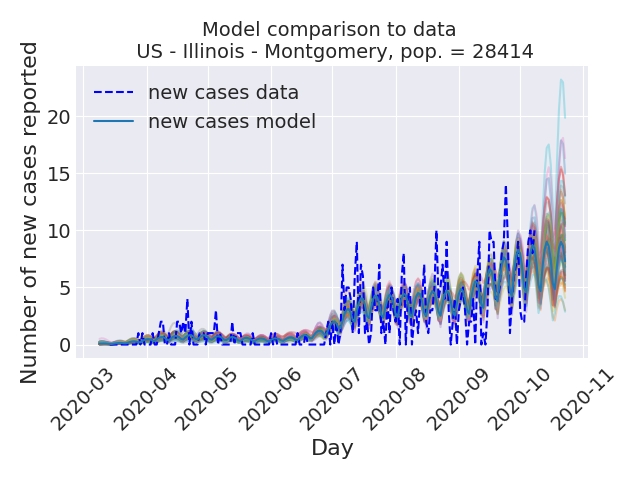 Model comparison to data
US - Illinois - Montgomery, pop. = 28414
Number of new cases reported
20
15
10
5
0
new cases data
new cases model
2020-03
2020-04
2020-05
2020-06
2020-07
2020-08
2020-09
2020-10
2020-11
Day